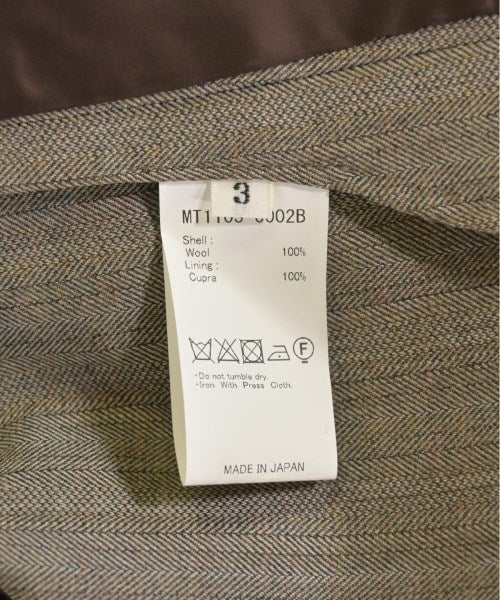 3
MT1103-0002B
Shell :
Wool 100%
Lining :
Cupra 100%
F
·Do not tumble dry.
·Iron With Press Cloth.
MADE IN JAPAN